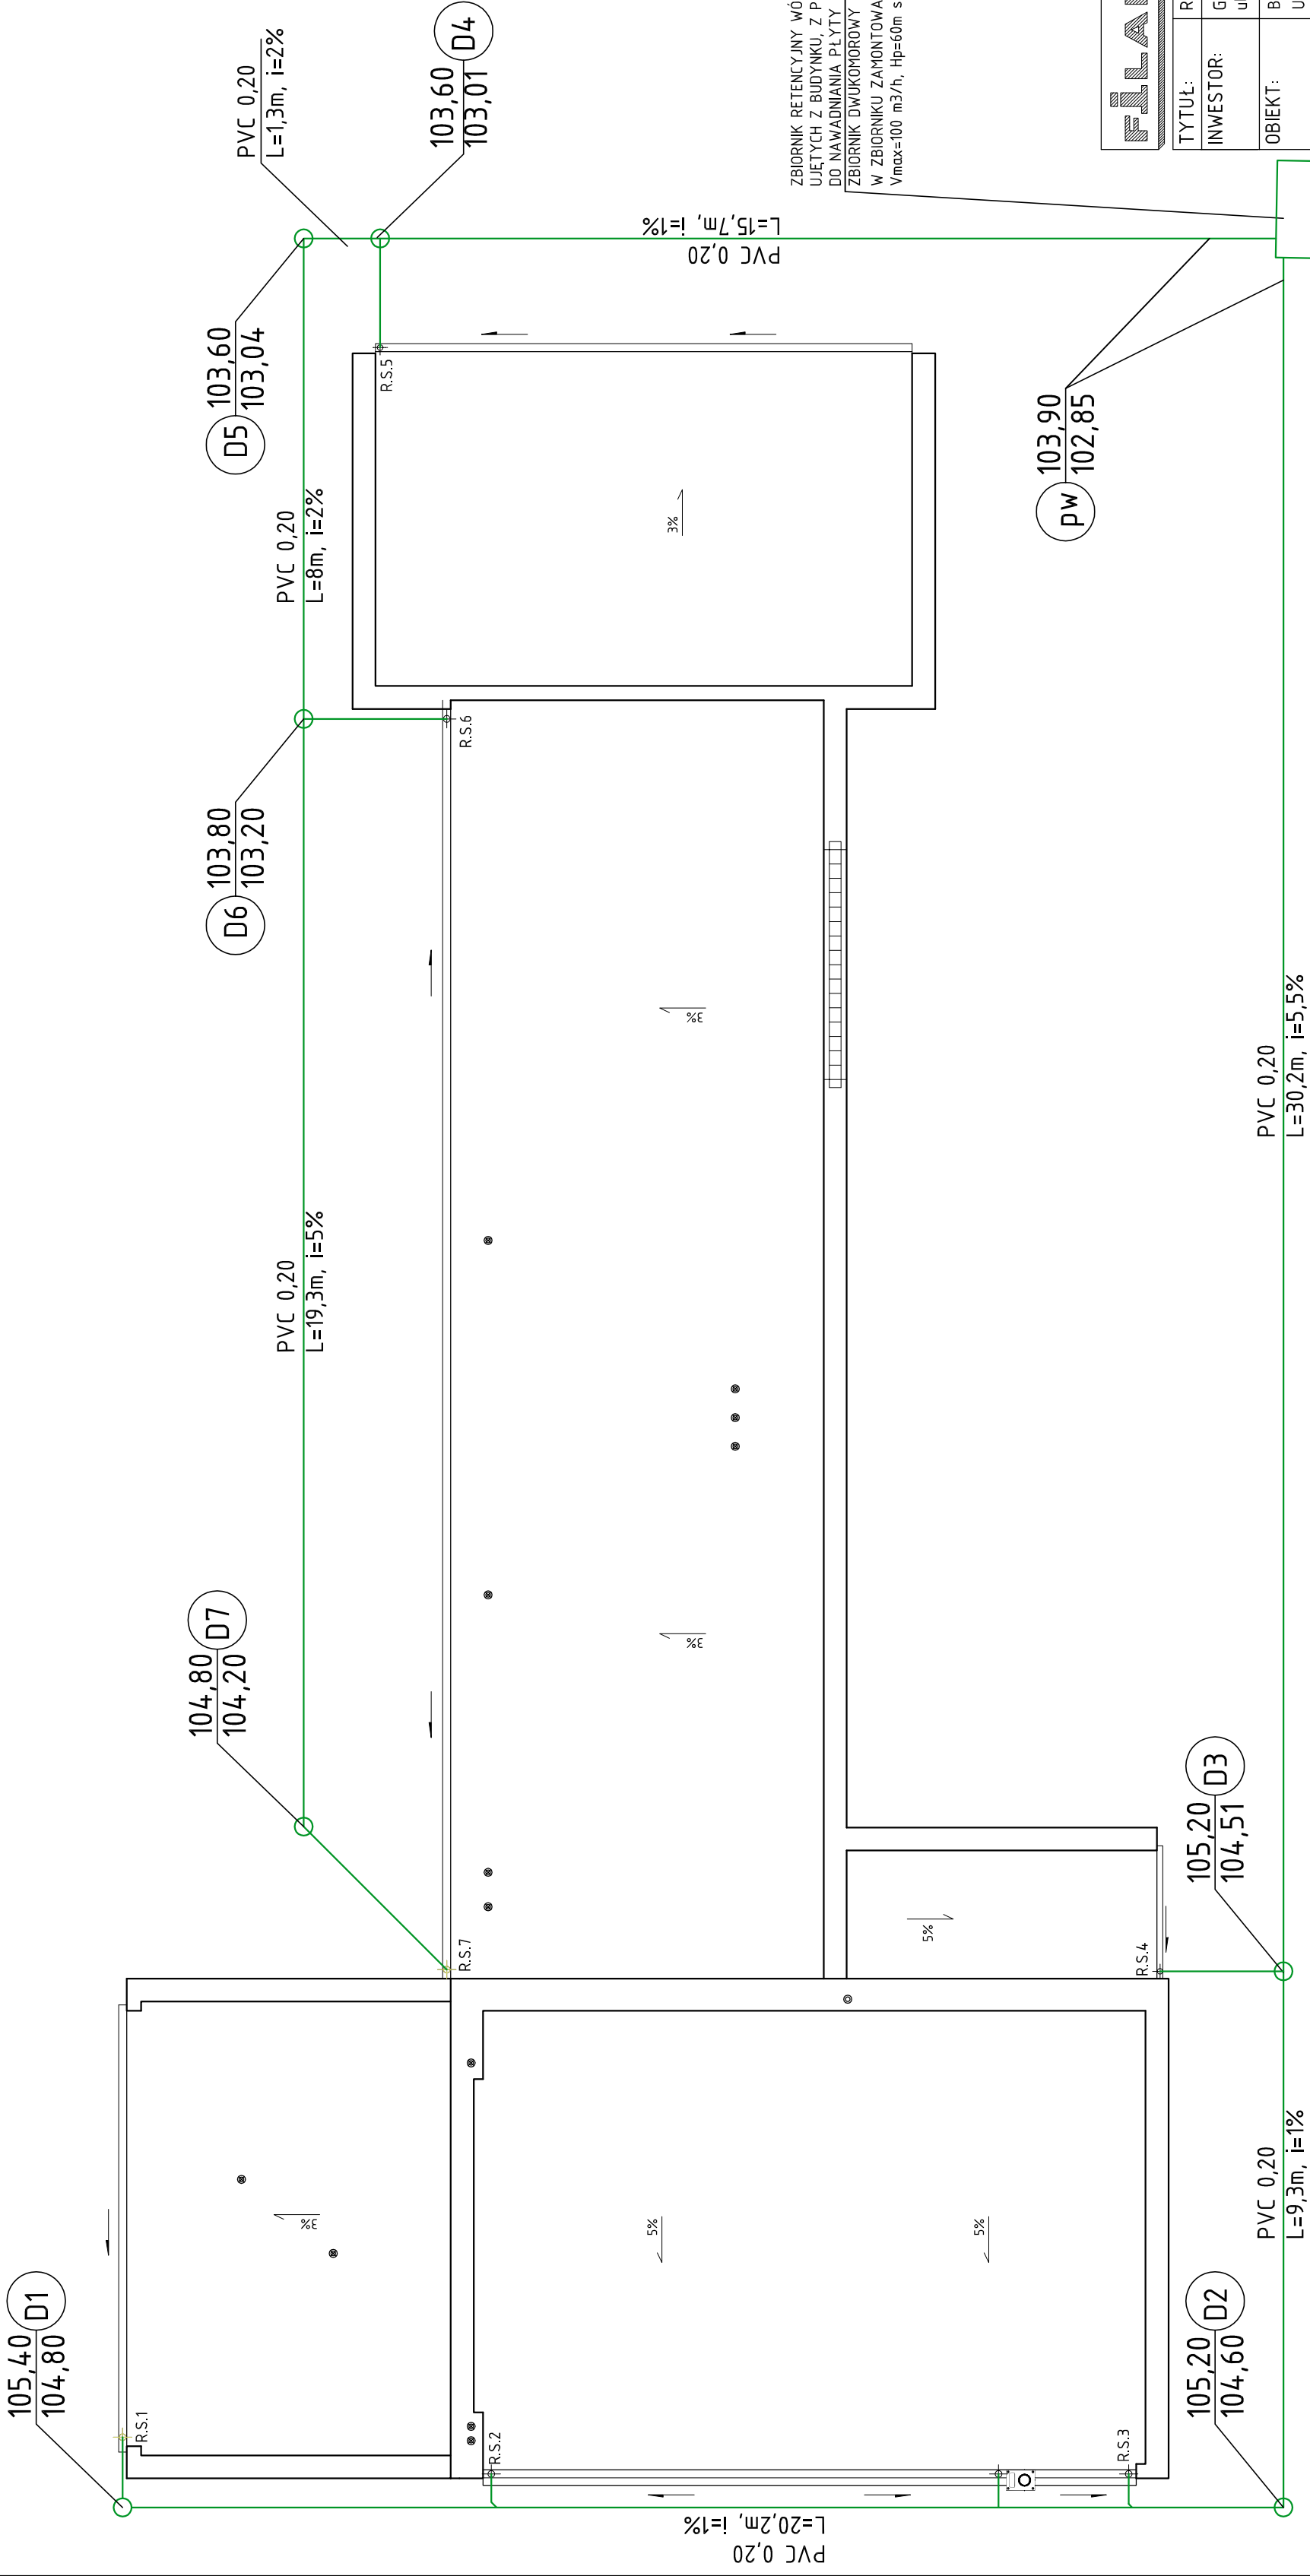 PVC 0,20
L=1,3m, i=2%
103,60
103,01
D4
ZBIORNIK RETENCYJNY WÓ
UJĘTYCH Z BUDYNKU, Z P
DO NAWADNIANIA PŁYTY
ZBIORNIK DWUKOMOROWY
W ZBIORNIKU ZAMONTOWA
Vmax=100 m3/h, Hp=60m s
FILA
TYTUŁ:
R
INWESTOR:
G
ul
OBIEKT:
B
U
D5
103,60
103,04
PVC 0,20
L=15,7m, i=1%
R.S.5
PVC 0,20
L=8m, i=2%
3%
pw
103,90
102,85
R.S.6
D6
103,80
103,20
3%
PVC 0,20
L=30,2m, i=5,5%
PVC 0,20
L=19,3m, i=5%
104,80
104,20
D7
3%
R.S.7
105,20
104,51
D3
5%
R.S.4
3%
5%
5%
105,40
104,80
D1
R.S.1
R.S.2
R.S.3
PVC 0,20
L=9,3m, i=1%
105,20
104,60
D2
PVC 0,20
L=20,2m, i=1%